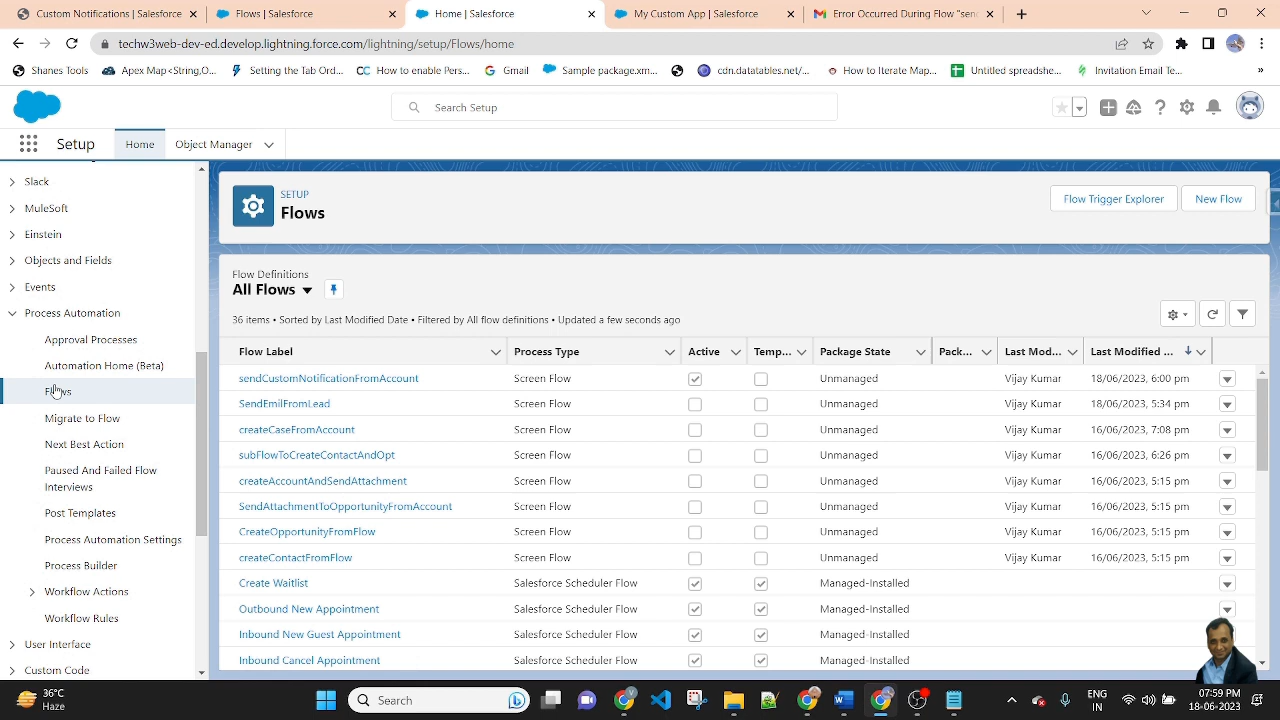 Custom Notifications | Salesforce
Flows | Salesforce
Home | Salesforce
My Custom App | Salesforce
Error Occurred During Flow "sen
techw3web-dev-ed.develop.lightning.force.com/lightning/setup/Flows/home
Shanes Tools
Apex Map<String,O...
Setting the Tab Ord...
CC How to enable Pers...
Gmail
Sample package.xm...
cdn.datatables.net/...
How to Iterate Map...
Untitled spreadshe...
Invitation Email Te...
»
Search Setup
Setup
Home
Object Manager
Slack
MuleSoft
Einstein
Objects and Fields
Events
Process Automation
Approval Processes
Automation Home (Beta)
Flows
Migrate to Flow
Next Best Action
Paused And Failed Flow
Interviews
Post Templates
Process Automation Settings
Process Builder
Workflow Actions
Workflow Rules
User Interface
Custom Code
SETUP
Flows
Flow Trigger Explorer
New Flow
Flow Definitions
All Flows
36 items • Sorted by Last Modified Date • Filtered by All flow definitions • Updated a few seconds ago
Flow Label Process Type Active Temp... Package State Pack... Last Mod... Last Modified ...
sendCustomNotificationFromAccount Screen Flow Unmanaged Vijay Kumar 18/06/2023, 6:00 pm
SendEmilFromLead Screen Flow Unmanaged Vijay Kumar 18/06/2023, 5:34 pm
createCaseFromAccount Screen Flow Unmanaged Vijay Kumar 16/06/2023, 7:08 pm
subFlowToCreateContactAndOpt Screen Flow Unmanaged Vijay Kumar 16/06/2023, 6:26 pm
createAccountAndSendAttachment Screen Flow Unmanaged Vijay Kumar 16/06/2023, 5:15 pm
SendAttachmentToOpportunityFromAccount Screen Flow Unmanaged Vijay Kumar 16/06/2023, 5:15 pm
CreateOpportunityFromFlow Screen Flow Unmanaged Vijay Kumar 16/06/2023, 5:15 pm
createContactFromFlow Screen Flow Unmanaged Vijay Kumar 16/06/2023, 5:15 pm
Create Waitlist Salesforce Scheduler Flow Managed-Installed
Outbound New Appointment Salesforce Scheduler Flow Managed-Installed
Inbound New Guest Appointment Salesforce Scheduler Flow Managed-Installed
Inbound Cancel Appointment Salesforce Scheduler Flow Managed-Installed
36°C
Haze
Search
ENG
IN
07:59 PM
18-06-2023